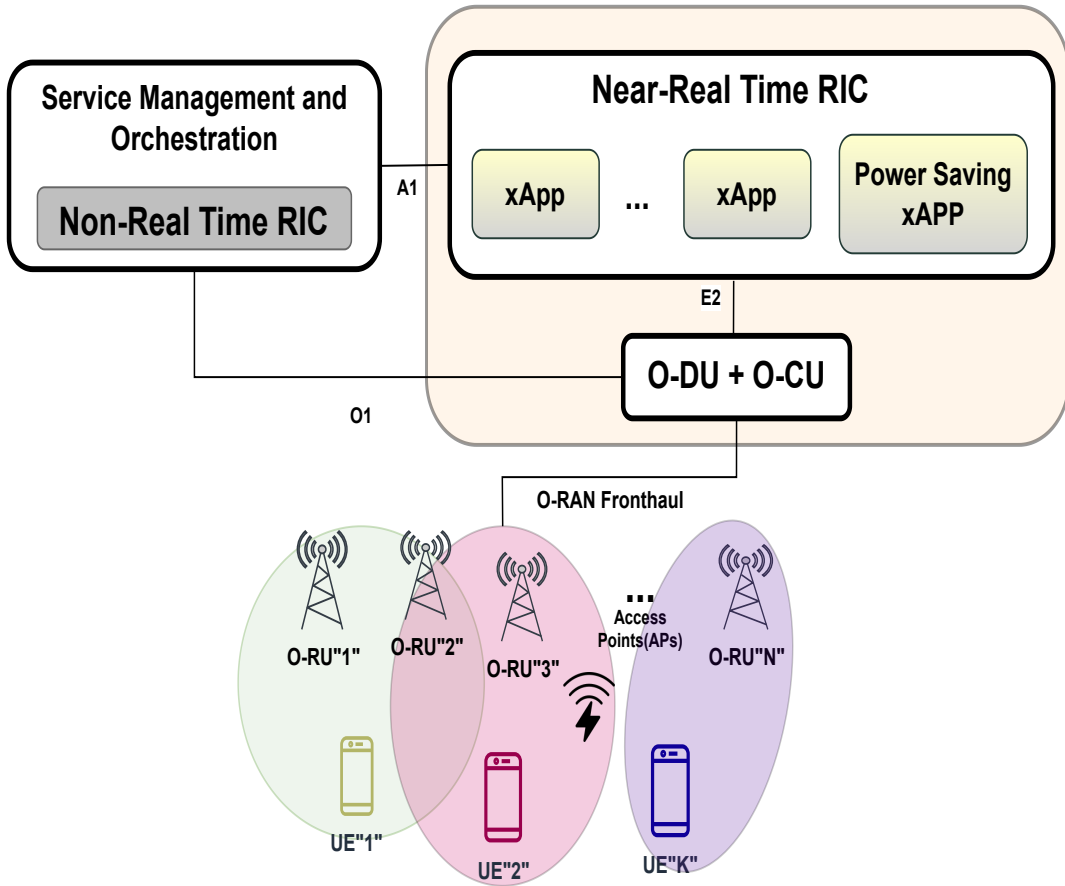 Service Management and
Orchestration
Non-Real Time RIC
A1
Near-Real Time RIC
xApp
...
xApp
Power Saving
xAPP
E2
O-DU + O-CU
O1
O-RAN Fronthaul
O-RU"1"
O-RU"2"
O-RU"3"
...
Access
Points(APs)
O-RU"N"
UE"1"
UE"2"
UE"K"